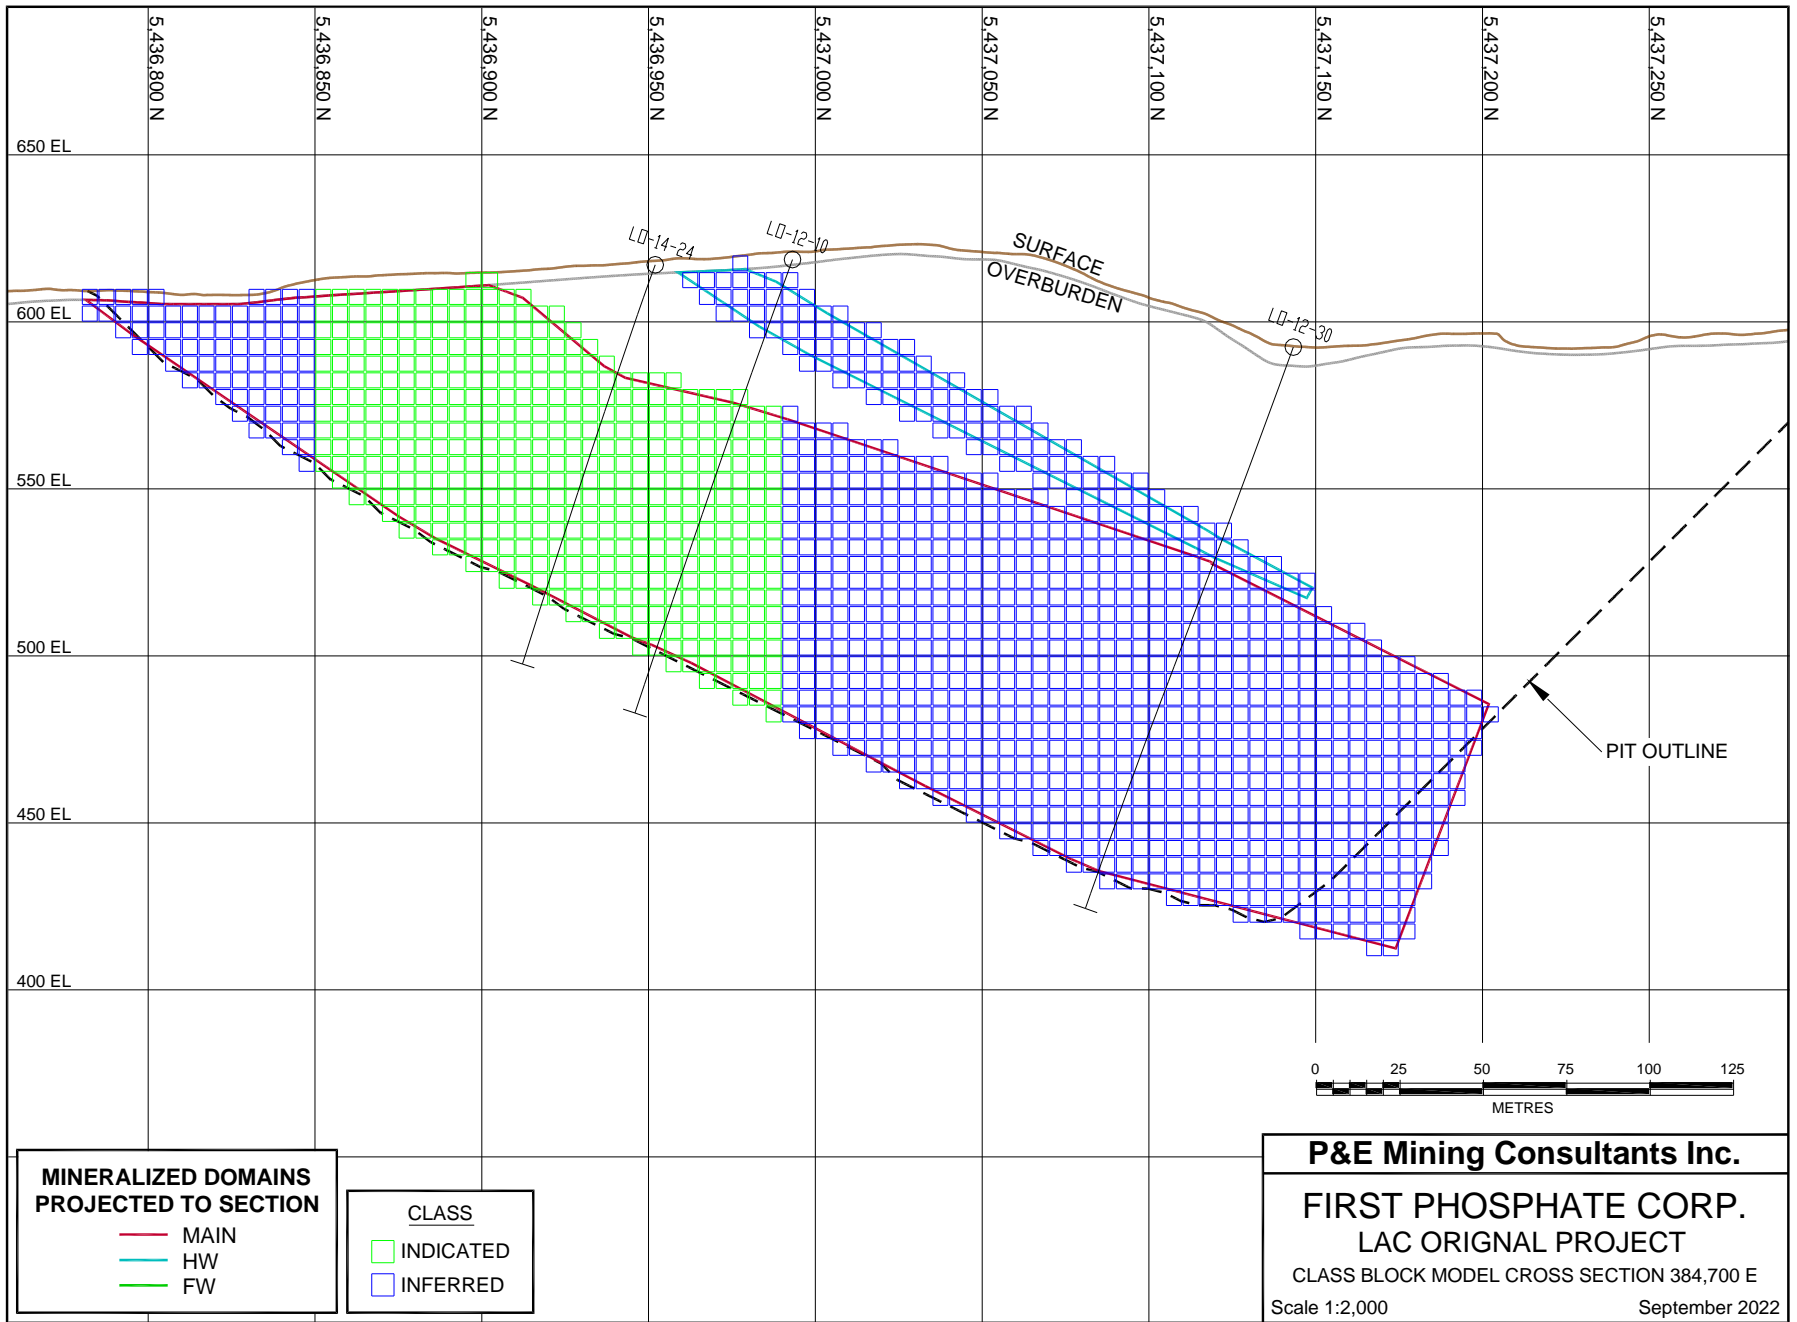 5,436,800 N
5,436,850 N
5,436,900 N
5,436,950 N
5,437,000 N
5,437,050 N
5,437,100 N
5,437,150 N
5,437,200 N
5,437,250 N
650 EL
600 EL
550 EL
500 EL
450 EL
400 EL
LO-14-24
LO-12-10
LO-12-30
SURFACE
OVERBURDEN
PIT OUTLINE
0 25 50 75 100 125
METRES
MINERALIZED DOMAINS
PROJECTED TO SECTION
MAIN
HW
FW
CLASS
INDICATED
INFERRED
P&E Mining Consultants Inc.
FIRST PHOSPHATE CORP.
LAC ORIGNAL PROJECT
CLASS BLOCK MODEL CROSS SECTION 384,700 E
Scale 1:2,000 September 2022